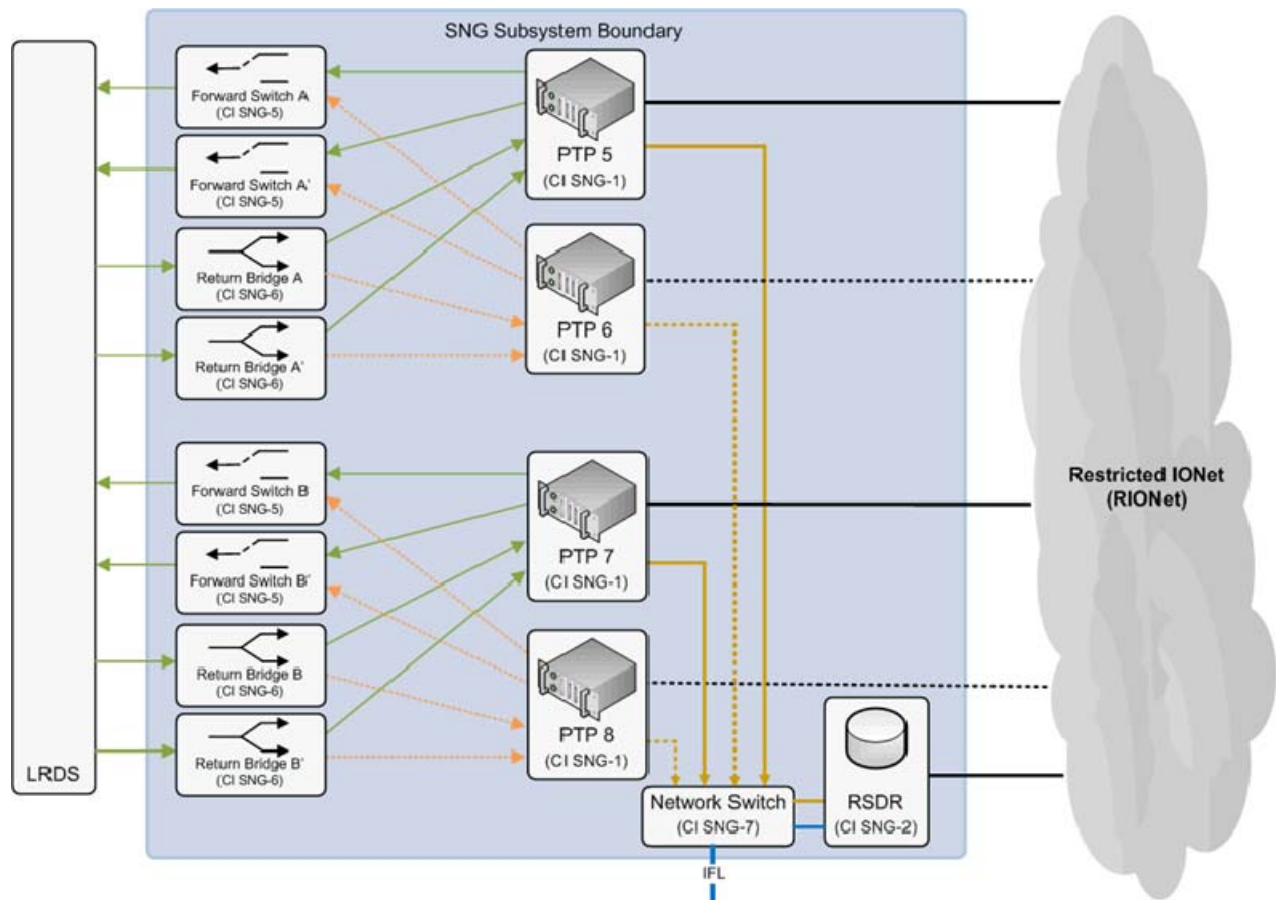 SNG Subsystem Boundary
Forward Switch A
(CI SNG-5)
Forward Switch A'
(CI SNG-5)
Return Bridge A
(CI SNG-6)
Return Bridge A'
(CI SNG-6)
PTP 5
(CI SNG-1)
PTP 6
(CI SNG-1)
Forward Switch B
(CI SNG-5)
Forward Switch B'
(CI SNG-5)
Return Bridge B
(CI SNG-6)
Return Bridge B'
(CI SNG-6)
PTP 7
(CI SNG-1)
PTP 8
(CI SNG-1)
LRDS
Network Switch
(CI SNG-7)
RSDR
(CI SNG-2)
IFL
Restricted IONet
(RIONet)